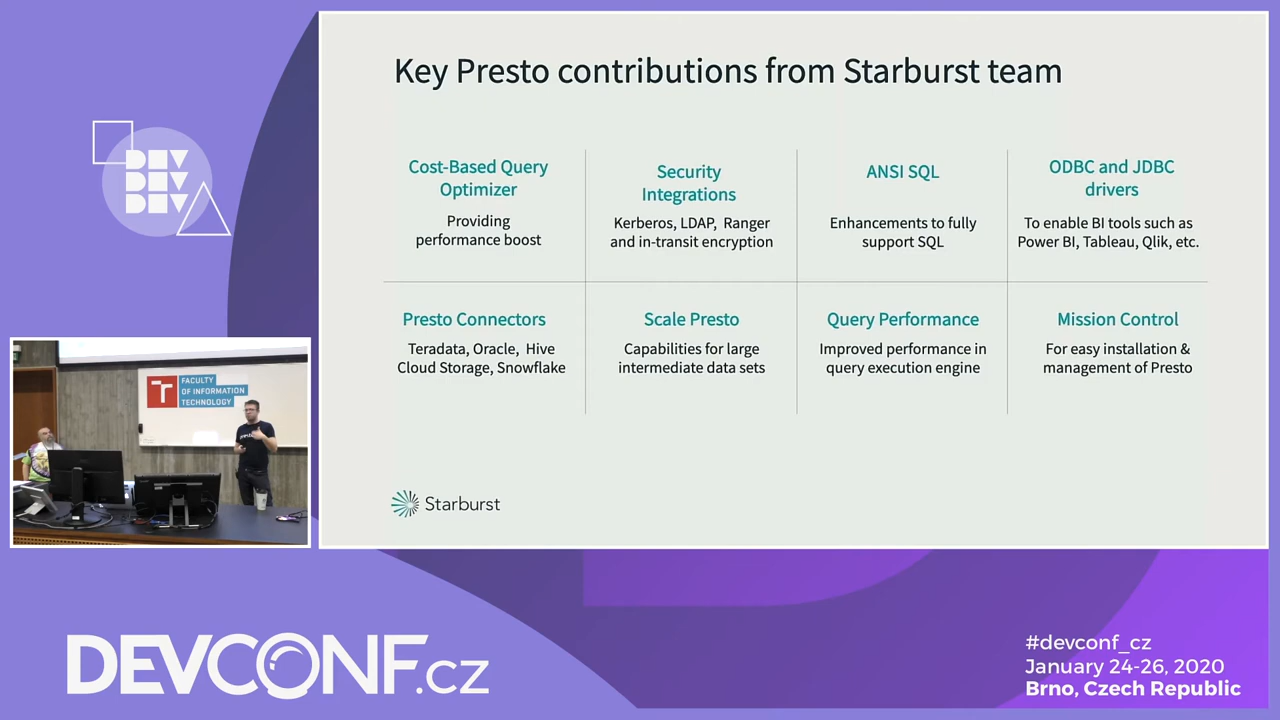 Key Presto contributions from Starburst team
Cost-Based Query
Optimizer
Providing
performance boost
Security
Integrations
Kerberos, LDAP, Ranger
and in-transit encryption
ANSI SQL
Enhancements to fully
support SQL
ODBC and JDBC
drivers
To enable BI tools such as
Power BI, Tableau, Qlik, etc.
Presto Connectors
Teradata, Oracle, Hive
Cloud Storage, Snowflake
Scale Presto
Capabilities for large
intermediate data sets
Query Performance
Improved performance in
query execution engine
Mission Control
For easy installation &
management of Presto
Starburst
DEV
DEV
DEV
FACULTY
OF INFORMATION
TECHNOLOGY
DEVCONF.CZ
#devconf_cz
January 24-26, 2020
Brno, Czech Republic